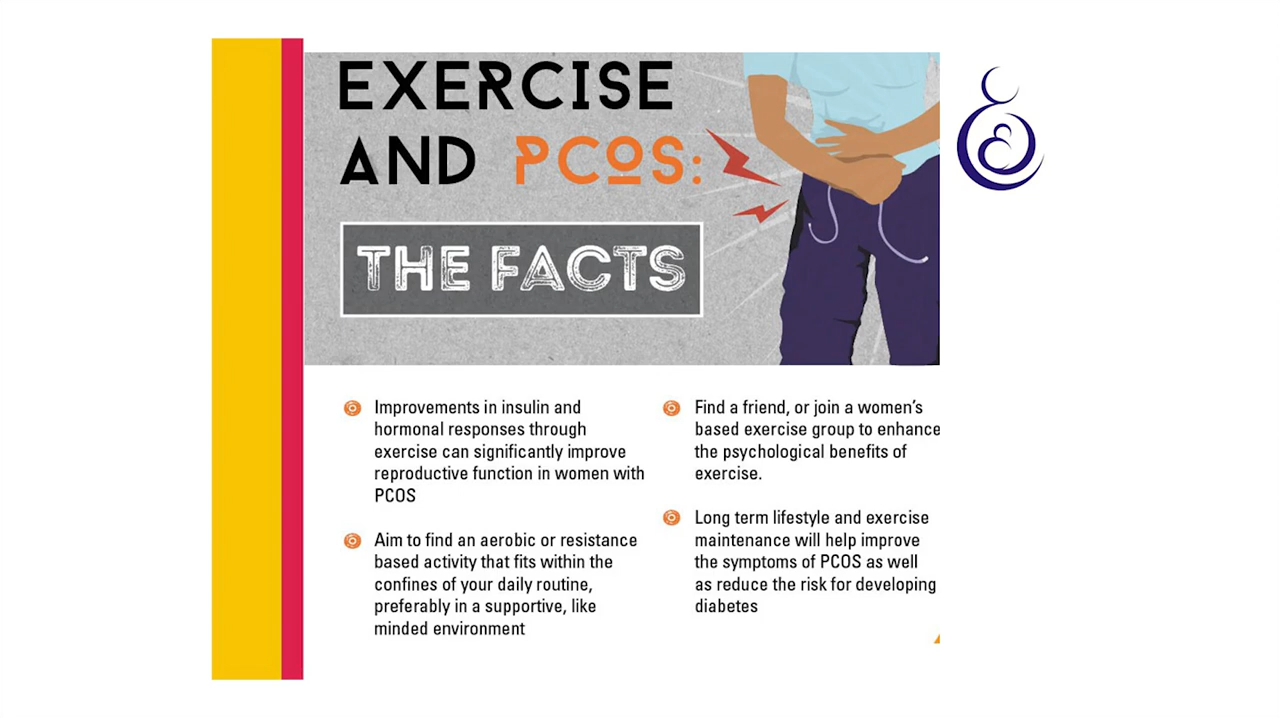 EXERCISE
AND PCOS:
THE FACTS
Improvements in insulin and
hormonal responses through
exercise can significantly improve
reproductive function in women with
PCOS
Aim to find an aerobic or resistance
based activity that fits within the
confines of your daily routine,
preferably in a supportive, like
minded environment
Find a friend, or join a women's
based exercise group to enhance
the psychological benefits of
exercise.
Long term lifestyle and exercise
maintenance will help improve
the symptoms of PCOS as well
as reduce the risk for developing
diabetes